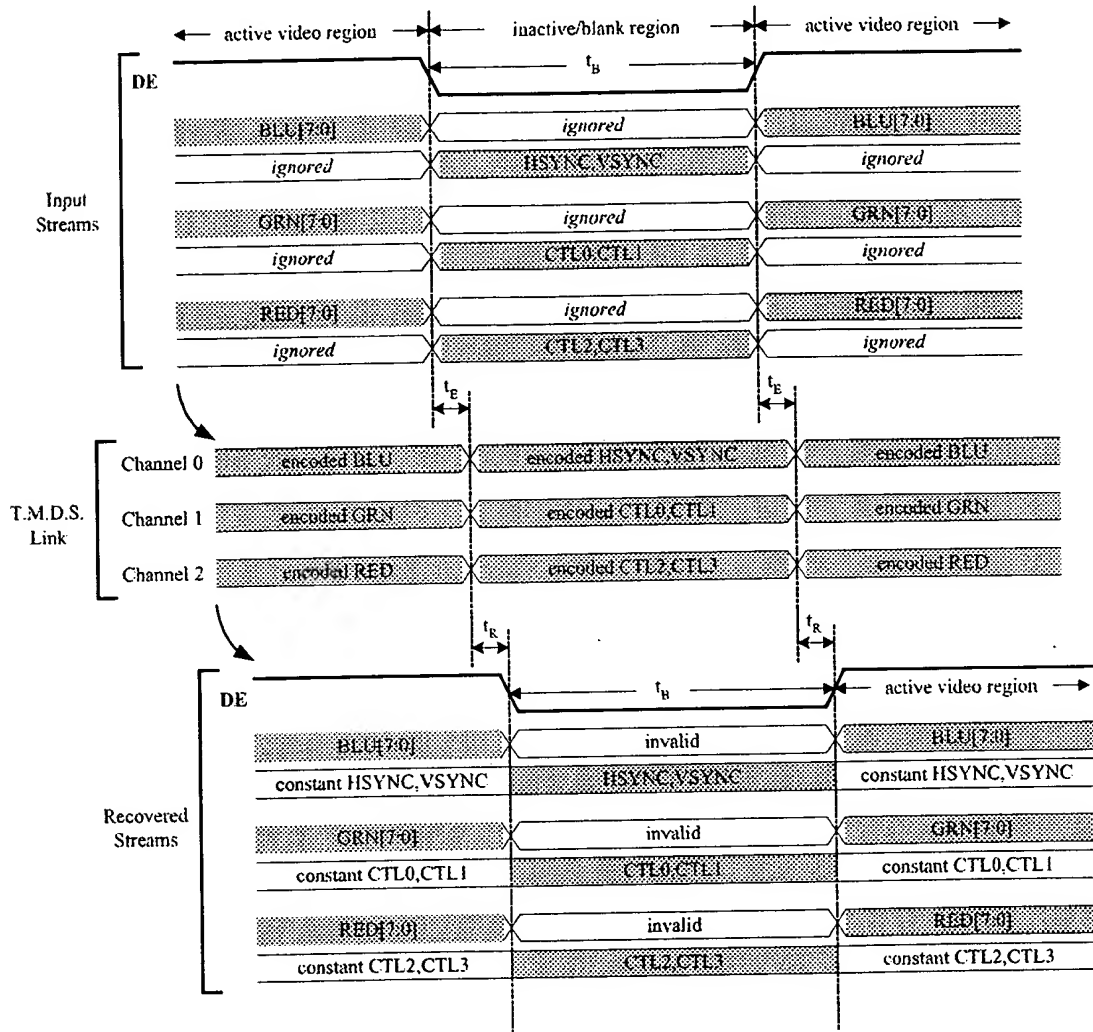 active video region inactive/blank region active video region
DE tB
BLU[7:0] ignored BLU[7:0]
ignored HSYNC,VSYNC ignored
Input
Streams
GRN[7:0] ignored GRN[7:0]
ignored CTL0,CTL1 ignored
RED[7:0] ignored RED[7:0]
ignored CTL2,CTL3 ignored
tE tE
T.M.D.S.
Link
Channel 0 encoded BLU encoded HSYNC,VSYNC encoded BLU
Channel 1 encoded GRN encoded CTL0,CTL1 encoded GRN
Channel 2 encoded RED encoded CTL2,CTL3 encoded RED
tR tR
DE tB active video region
BLU[7:0] invalid BLU[7:0]
constant HSYNC,VSYNC HSYNC,VSYNC constant HSYNC,VSYNC
Recovered
Streams
GRN[7:0] invalid GRN[7:0]
constant CTL0,CTL1 CTL0,CTL1 constant CTL0,CTL1
RED[7:0] invalid RED[7:0]
constant CTL2,CTL3 CTL2,CTL3 constant CTL2,CTL3